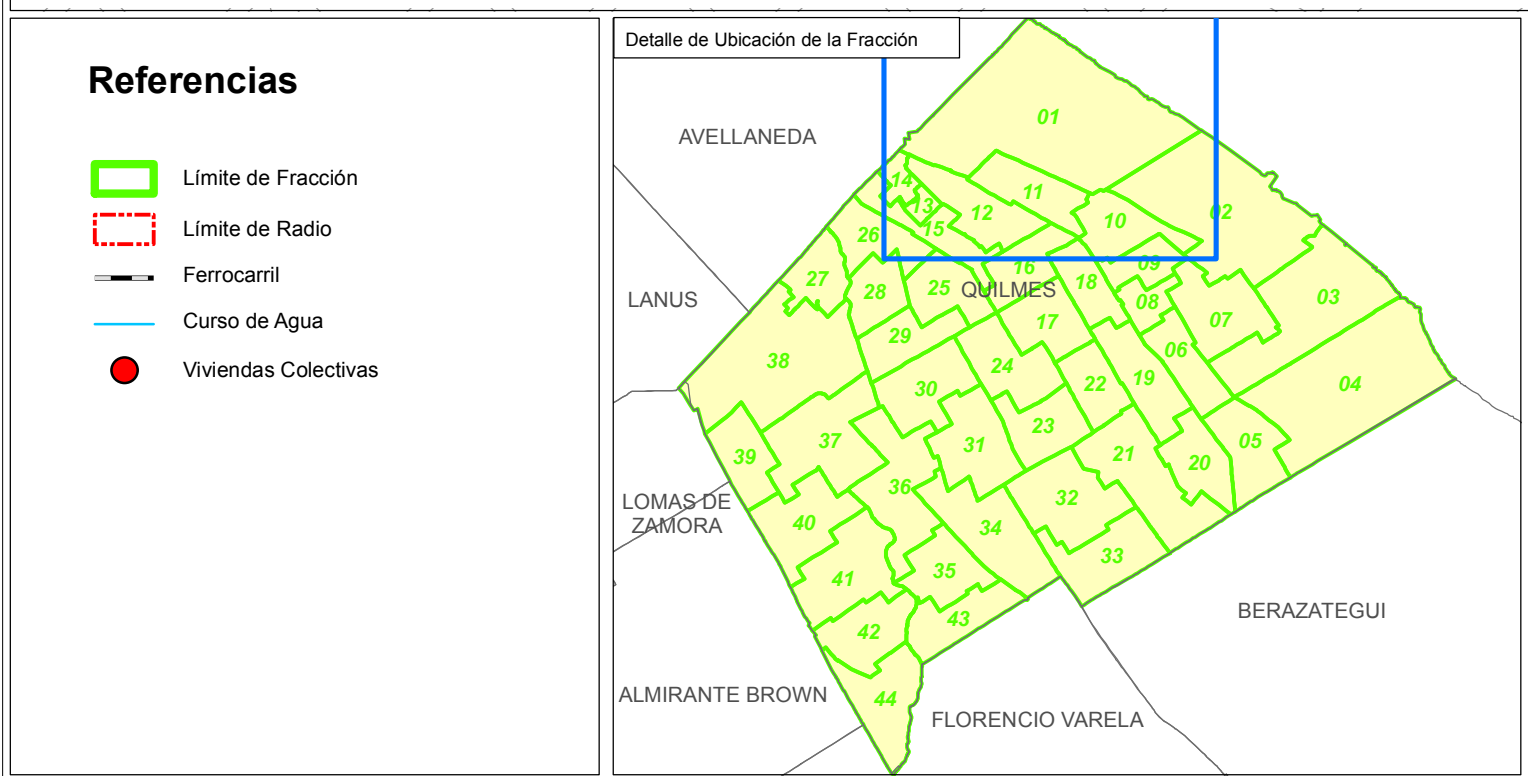 Referencias
Límite de Fracción
Límite de Radio
Ferrocarril
Curso de Agua
Viviendas Colectivas
Detalle de Ubicación de la Fracción
AVELLANEDA
01
14
11
13
12
10
02
15
26
16
09
27
28
25
QUILMES
18
LANUS
08
03
07
17
29
06
38
24
22
19
04
30
23
37
31
39
21
05
20
36
32
LOMAS DE
ZAMORA
40
34
33
35
41
43
42
BERAZATEGUI
ALMIRANTE BROWN
44
FLORENCIO VARELA